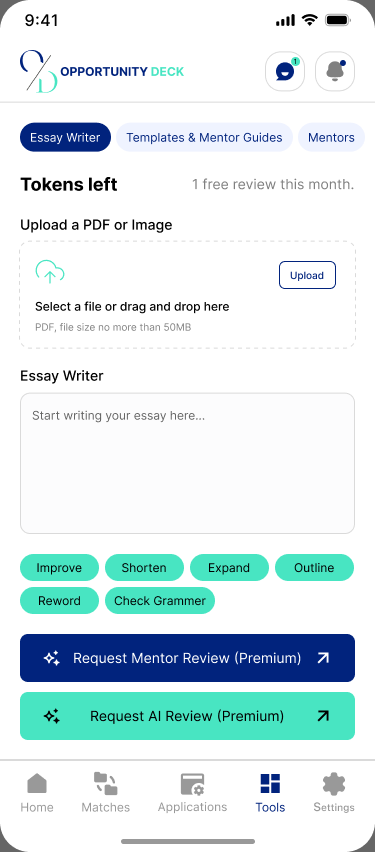 9:41
OD OPPORTUNITY DECK
1
Essay Writer Templates & Mentor Guides Mentors
Tokens left 1 free review this month.
Upload a PDF or Image
Upload
Select a file or drag and drop here
PDF, file size no more than 50MB
Essay Writer
Start writing your essay here...
Improve Shorten Expand Outline
Reword Check Grammer
Request Mentor Review (Premium)
Request AI Review (Premium)
Home Matches Applications Tools Settings